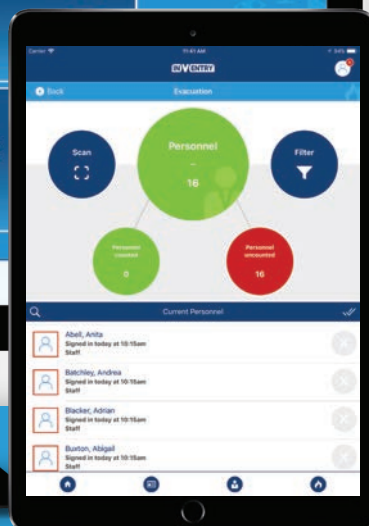 Carrier
11:41 AM
94%
INVENTRY
Back
Evacuation
Scan
Personnel
–
16
Filter
Personnel
counted
0
Personnel
uncounted
16
Current Personnel
Abell, Anita
Signed in today at 10:15am
Staff
Batchley, Andrea
Signed in today at 10:15am
Staff
Blacker, Adrian
Signed in today at 10:15am
Staff
Buxton, Abigail
Signed in today at 10:15am
Staff